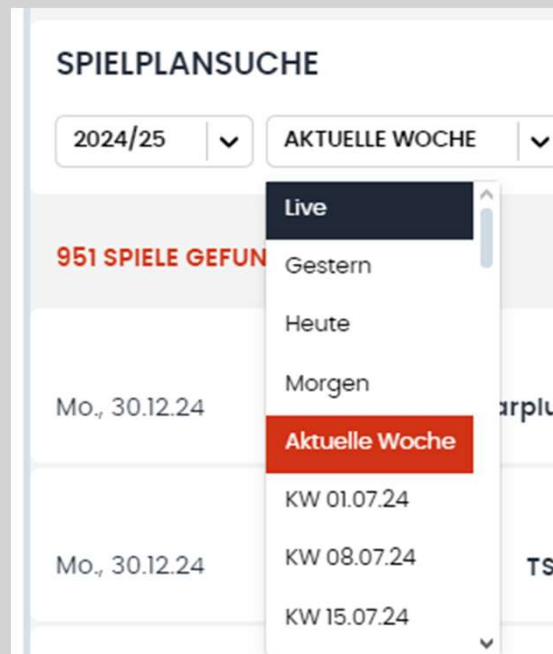 SPIELPLANSUCHE
2024/25
AKTUELLE WOCHE
Live
951 SPIELE GEFUN
Gestern
Heute
Morgen
Mo., 30.12.24
arplu
Aktuelle Woche
KW 01.07.24
KW 08.07.24
Mo., 30.12.24
TS
KW 15.07.24